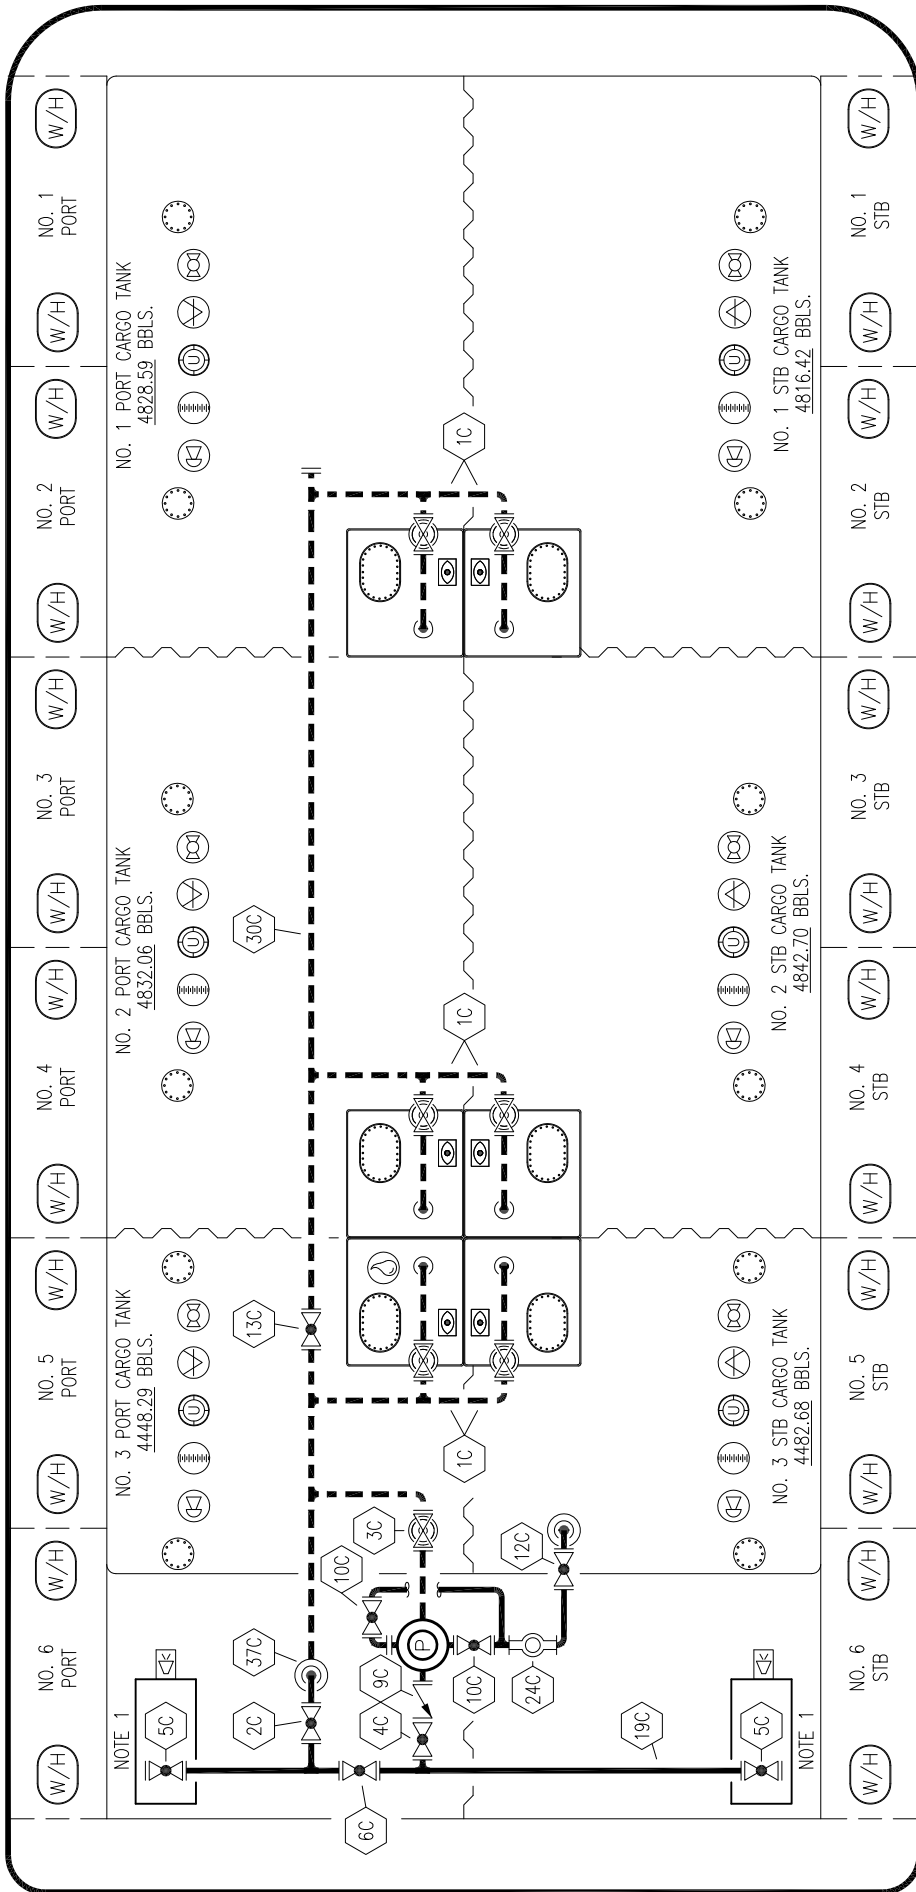 W/H
NO. 6
PORT
W/H
W/H
NO. 5
PORT
W/H
W/H
NO. 4
PORT
W/H
W/H
NO. 3
PORT
W/H
W/H
NO. 2
PORT
W/H
W/H
NO. 1
PORT
W/H
NOTE 1
5C
NO. 3 PORT CARGO TANK
4448.29 BBLS.
U
NO. 2 PORT CARGO TANK
4832.06 BBLS.
U
NO. 1 PORT CARGO TANK
4828.59 BBLS.
U
2C
37C
13C
30C
6C
4C
9C
10C
3C
P
10C
24C
12C
1C
1C
1C
19C
5C
NOTE 1
U
NO. 3 STB CARGO TANK
4482.68 BBLS.
U
NO. 2 STB CARGO TANK
4842.70 BBLS.
U
NO. 1 STB CARGO TANK
4816.42 BBLS.
W/H
NO. 6
STB
W/H
W/H
NO. 5
STB
W/H
W/H
NO. 4
STB
W/H
W/H
NO. 3
STB
W/H
W/H
NO. 2
STB
W/H
W/H
NO. 1
STB
W/H